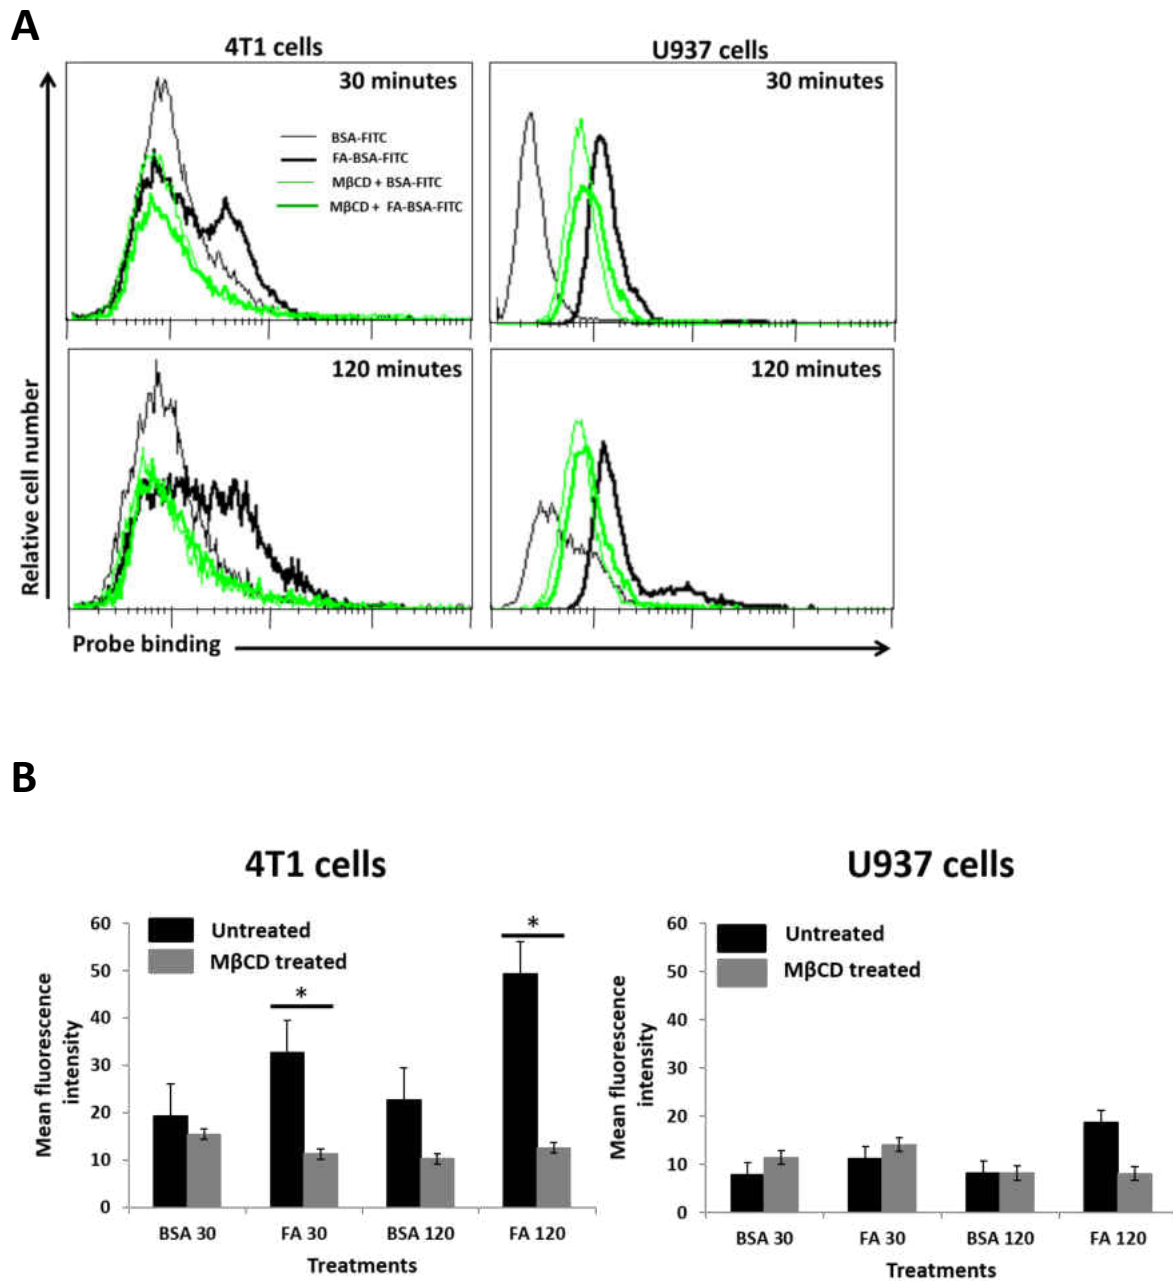 A
4T1 cells
U937 cells
30 minutes
30 minutes
BSA-FITC
FA-BSA-FITC
MβCD + BSA-FITC
MβCD + FA-BSA-FITC
120 minutes
120 minutes
Relative cell number
Probe binding
B
4T1 cells
Untreated
MβCD treated
*
*
Mean fluorescence
intensity
60
50
40
30
20
10
0
BSA 30
FA 30
BSA 120
FA 120
Treatments
U937 cells
Untreated
MβCD treated
Mean fluorescence
intensity
60
50
40
30
20
10
0
BSA 30
FA 30
BSA 120
FA 120
Treatments